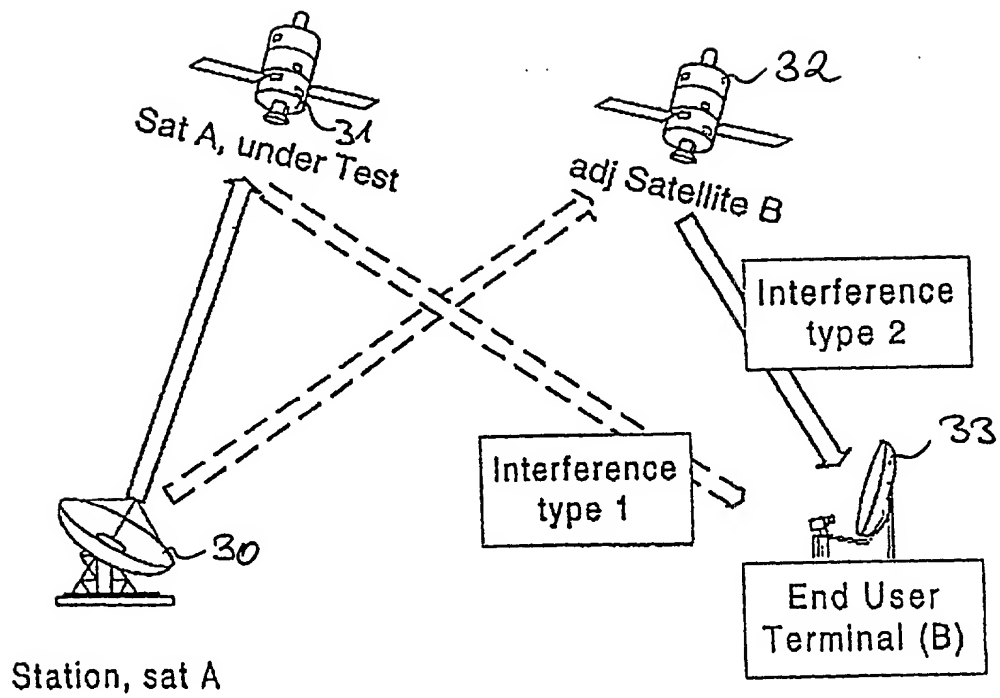 32
31
Sat A, under Test
adj Satellite B
Interference
type 2
33
Interference
type 1
30
End User
Terminal (B)
Station, sat A